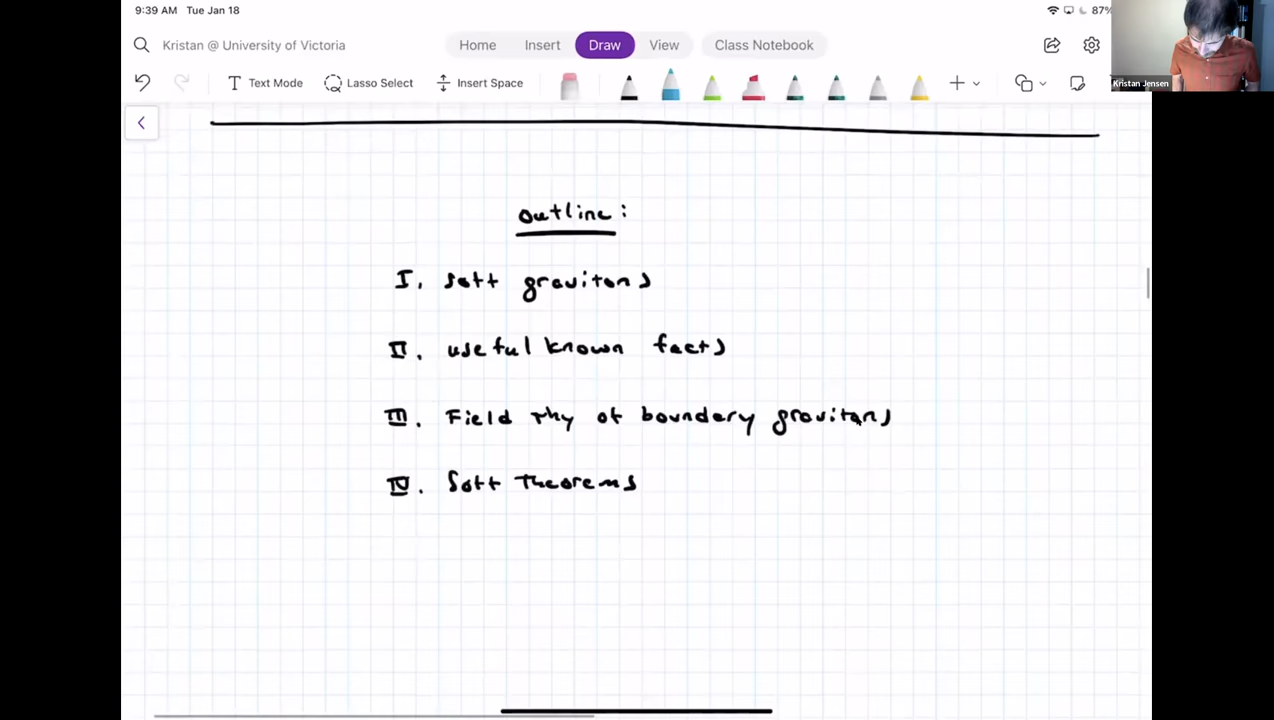 9:39 AM Tue Jan 18
87%
Kristan @ University of Victoria
Home Insert Draw View Class Notebook
Text Mode Lasso Select Insert Space
Kristan Jensen
outline:
I. soft gravitons
II. useful known facts
III. Field thy of boundary gravitons
IV. Soft Theorems